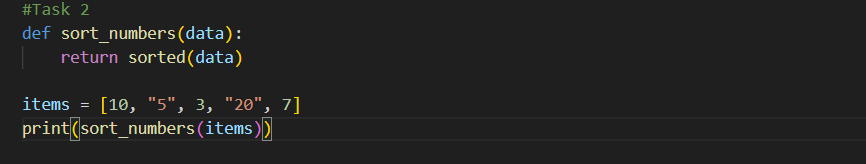 #Task 2
def sort_numbers(data):
    return sorted(data)

items = [10, "5", 3, "20", 7]
print(sort_numbers(items))